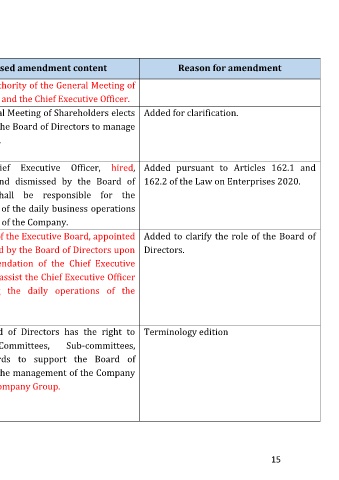 sed amendment content
Reason for amendment
thority of the General Meeting of
and the Chief Executive Officer.
al Meeting of Shareholders elects
he Board of Directors to manage
.
Added for clarification.
ief Executive Officer, hired,
nd dismissed by the Board of
hall be responsible for the
of the daily business operations
of the Company.
Added pursuant to Articles 162.1 and
162.2 of the Law on Enterprises 2020.
of the Executive Board, appointed
d by the Board of Directors upon
endation of the Chief Executive
assist the Chief Executive Officer
g the daily operations of the
Added to clarify the role of the Board of
Directors.
d of Directors has the right to
Committees, Sub-committees,
rds to support the Board of
he management of the Company
ompany Group.
Terminology edition
15